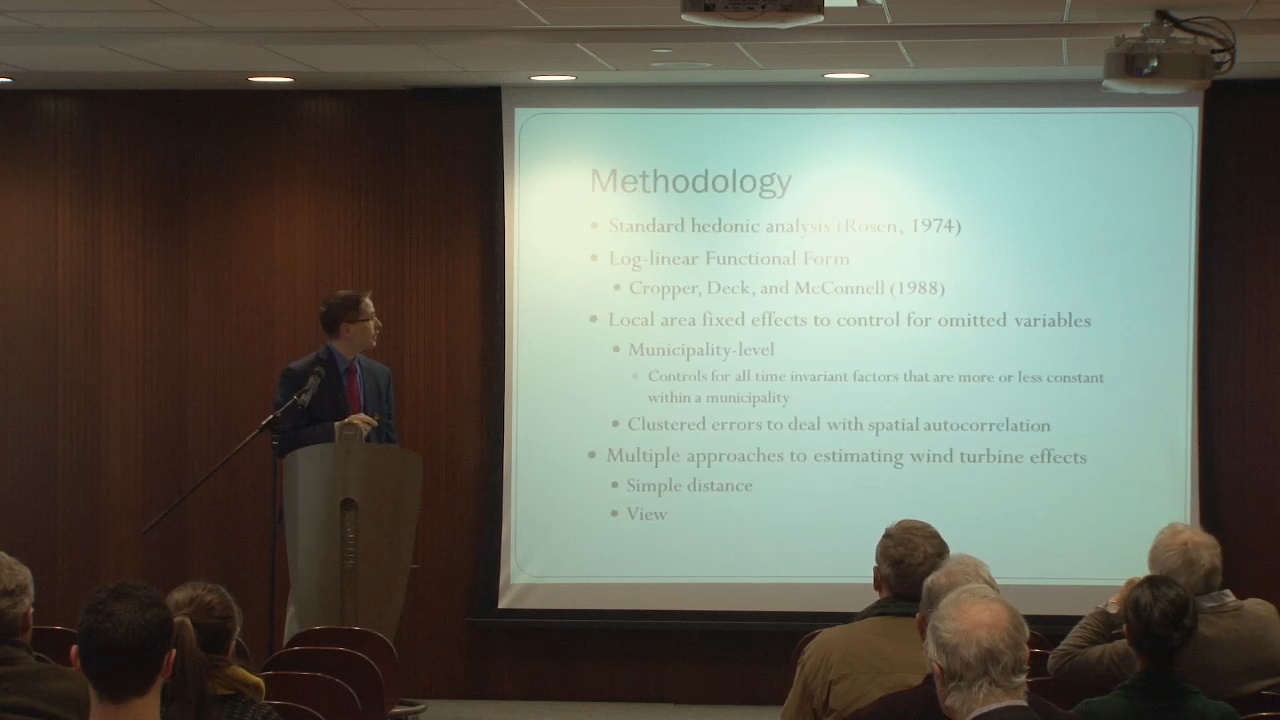 Methodology
• Standard hedonic analysis (Rosen, 1974)
• Log-linear Functional Form
• Cropper, Deck, and McConnell (1988)
• Local area fixed effects to control for omitted variables
• Municipality-level
• Controls for all time invariant factors that are more or less constant
within a municipality
• Clustered errors to deal with spatial autocorrelation
• Multiple approaches to estimating wind turbine effects
• Simple distance
• View